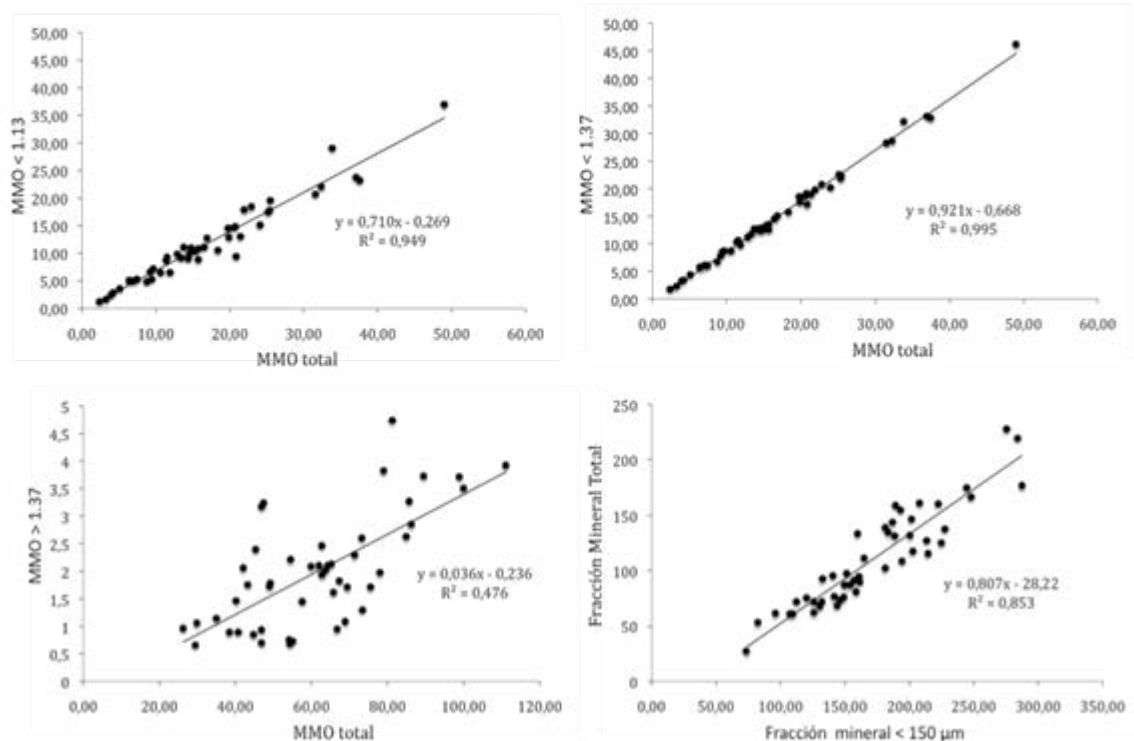 50,00
45,00
40,00
35,00
30,00
25,00
20,00
15,00
10,00
5,00
0,00
0,00 10,00 20,00 30,00 40,00 50,00 60,00
MMO < 1.13
MMO total
y = 0,710x - 0,269
R² = 0,949
50,00
45,00
40,00
35,00
30,00
25,00
20,00
15,00
10,00
5,00
0,00
0,00 10,00 20,00 30,00 40,00 50,00 60,00
MMO < 1.37
MMO total
y = 0,921x - 0,668
R² = 0,995
5
4,5
4
3,5
3
2,5
2
1,5
1
0,5
0
0,00 20,00 40,00 60,00 80,00 100,00 120,00
MMO > 1.37
MMO total
y = 0,036x - 0,236
R² = 0,476
250
200
150
100
50
0
0,00 50,00 100,00 150,00 200,00 250,00 300,00 350,00
Fracción Mineral Total
Fracción mineral < 150 µm
y = 0,807x - 28,22
R² = 0,853